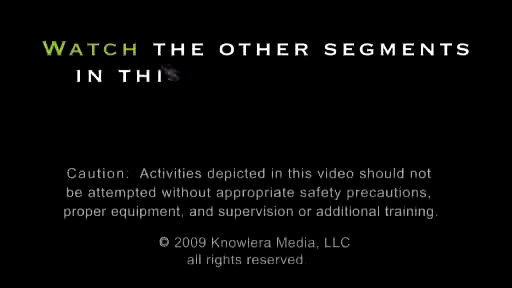 WATCH THE OTHER SEGMENTS
IN THIS
Caution: Activities depicted in this video should not
be attempted without appropriate safety precautions,
proper equipment, and supervision or additional training.
© 2009 Knowlera Media, LLC
all rights reserved